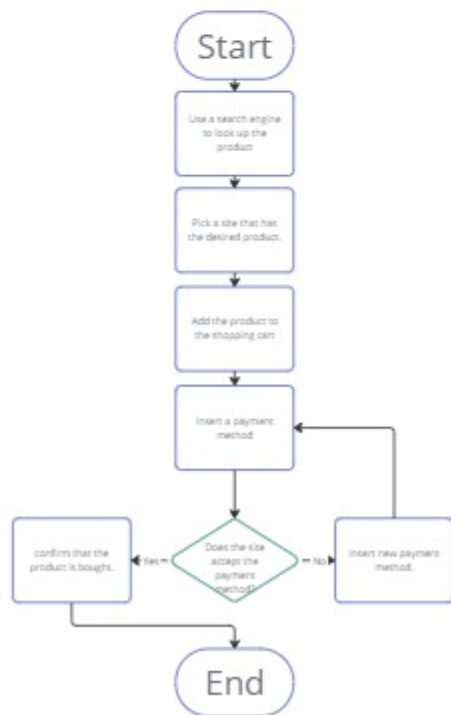 Start
Use a search engine
to look up the
product
Pick a site that has
the desired product.
Add the product to
the shopping cart
Insert a payment
method
Does the site
accept the
payment
method?
Yes
No
confirm that the
product is bought.
Insert new payment
method.
End